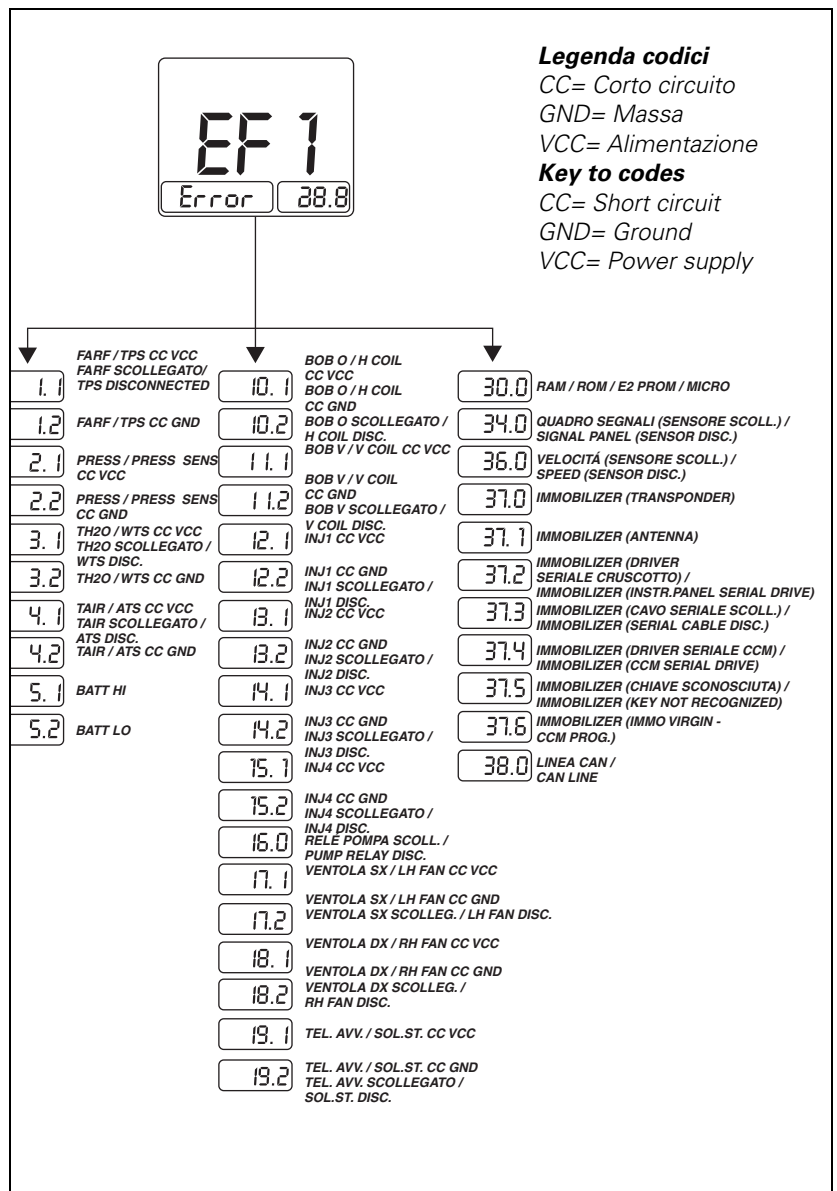 Legenda codici
CC= Corto circuito
GND= Massa
VCC= Alimentazione
Key to codes
CC= Short circuit
GND= Ground
VCC= Power supply
EF1
Error 38.8
1.1
FARF / TPS CC VCC
FARF SCOLLEGATO/
TPS DISCONNECTED
1.2
FARF / TPS CC GND
2.1
PRESS / PRESS SENS
CC VCC
2.2
PRESS / PRESS SENS
CC GND
3.1
TH2O / WTS CC VCC
TH2O SCOLLEGATO /
WTS DISC.
3.2
TH2O / WTS CC GND
4.1
TAIR / ATS CC VCC
TAIR SCOLLEGATO /
ATS DISC.
4.2
TAIR / ATS CC GND
5.1
BATT HI
5.2
BATT LO
10.1
BOB O / H COIL
CC VCC
10.2
BOB O / H COIL
CC GND
BOB O SCOLLEGATO /
H COIL DISC.
11.1
BOB V / V COIL CC VCC
11.2
BOB V / V COIL
CC GND
BOB V SCOLLEGATO /
V COIL DISC.
12.1
INJ1 CC VCC
12.2
INJ1 CC GND
INJ1 SCOLLEGATO /
INJ1 DISC.
13.1
INJ2 CC VCC
13.2
INJ2 CC GND
INJ2 SCOLLEGATO /
INJ2 DISC.
14.1
INJ3 CC VCC
14.2
INJ3 CC GND
INJ3 SCOLLEGATO /
INJ3 DISC.
15.1
INJ4 CC VCC
15.2
INJ4 CC GND
INJ4 SCOLLEGATO /
INJ4 DISC.
16.0
RELÉ POMPA SCOLL. /
PUMP RELAY DISC.
17.1
VENTOLA SX / LH FAN CC VCC
17.2
VENTOLA SX / LH FAN CC GND
VENTOLA SX SCOLLEG. / LH FAN DISC.
18.1
VENTOLA DX / RH FAN CC VCC
18.2
VENTOLA DX / RH FAN CC GND
VENTOLA DX SCOLLEG. /
RH FAN DISC.
19.1
TEL. AVV. / SOL.ST. CC VCC
19.2
TEL. AVV. / SOL.ST. CC GND
TEL. AVV. SCOLLEGATO /
SOL.ST. DISC.
30.0
RAM / ROM / E2 PROM / MICRO
34.0
QUADRO SEGNALI (SENSORE SCOLL.) /
SIGNAL PANEL (SENSOR DISC.)
36.0
VELOCITÁ (SENSORE SCOLL.) /
SPEED (SENSOR DISC.)
37.0
IMMOBILIZER (TRANSPONDER)
37.1
IMMOBILIZER (ANTENNA)
37.2
IMMOBILIZER (DRIVER
SERIALE CRUSCOTTO) /
IMMOBILIZER (INSTR.PANEL SERIAL DRIVE)
37.3
IMMOBILIZER (CAVO SERIALE SCOLL.) /
IMMOBILIZER (SERIAL CABLE DISC.)
37.4
IMMOBILIZER (DRIVER SERIALE CCM) /
IMMOBILIZER (CCM SERIAL DRIVE)
37.5
IMMOBILIZER (CHIAVE SCONOSCIUTA) /
IMMOBILIZER (KEY NOT RECOGNIZED)
37.6
IMMOBILIZER (IMMO VIRGIN -
CCM PROG.)
38.0
LINEA CAN /
CAN LINE